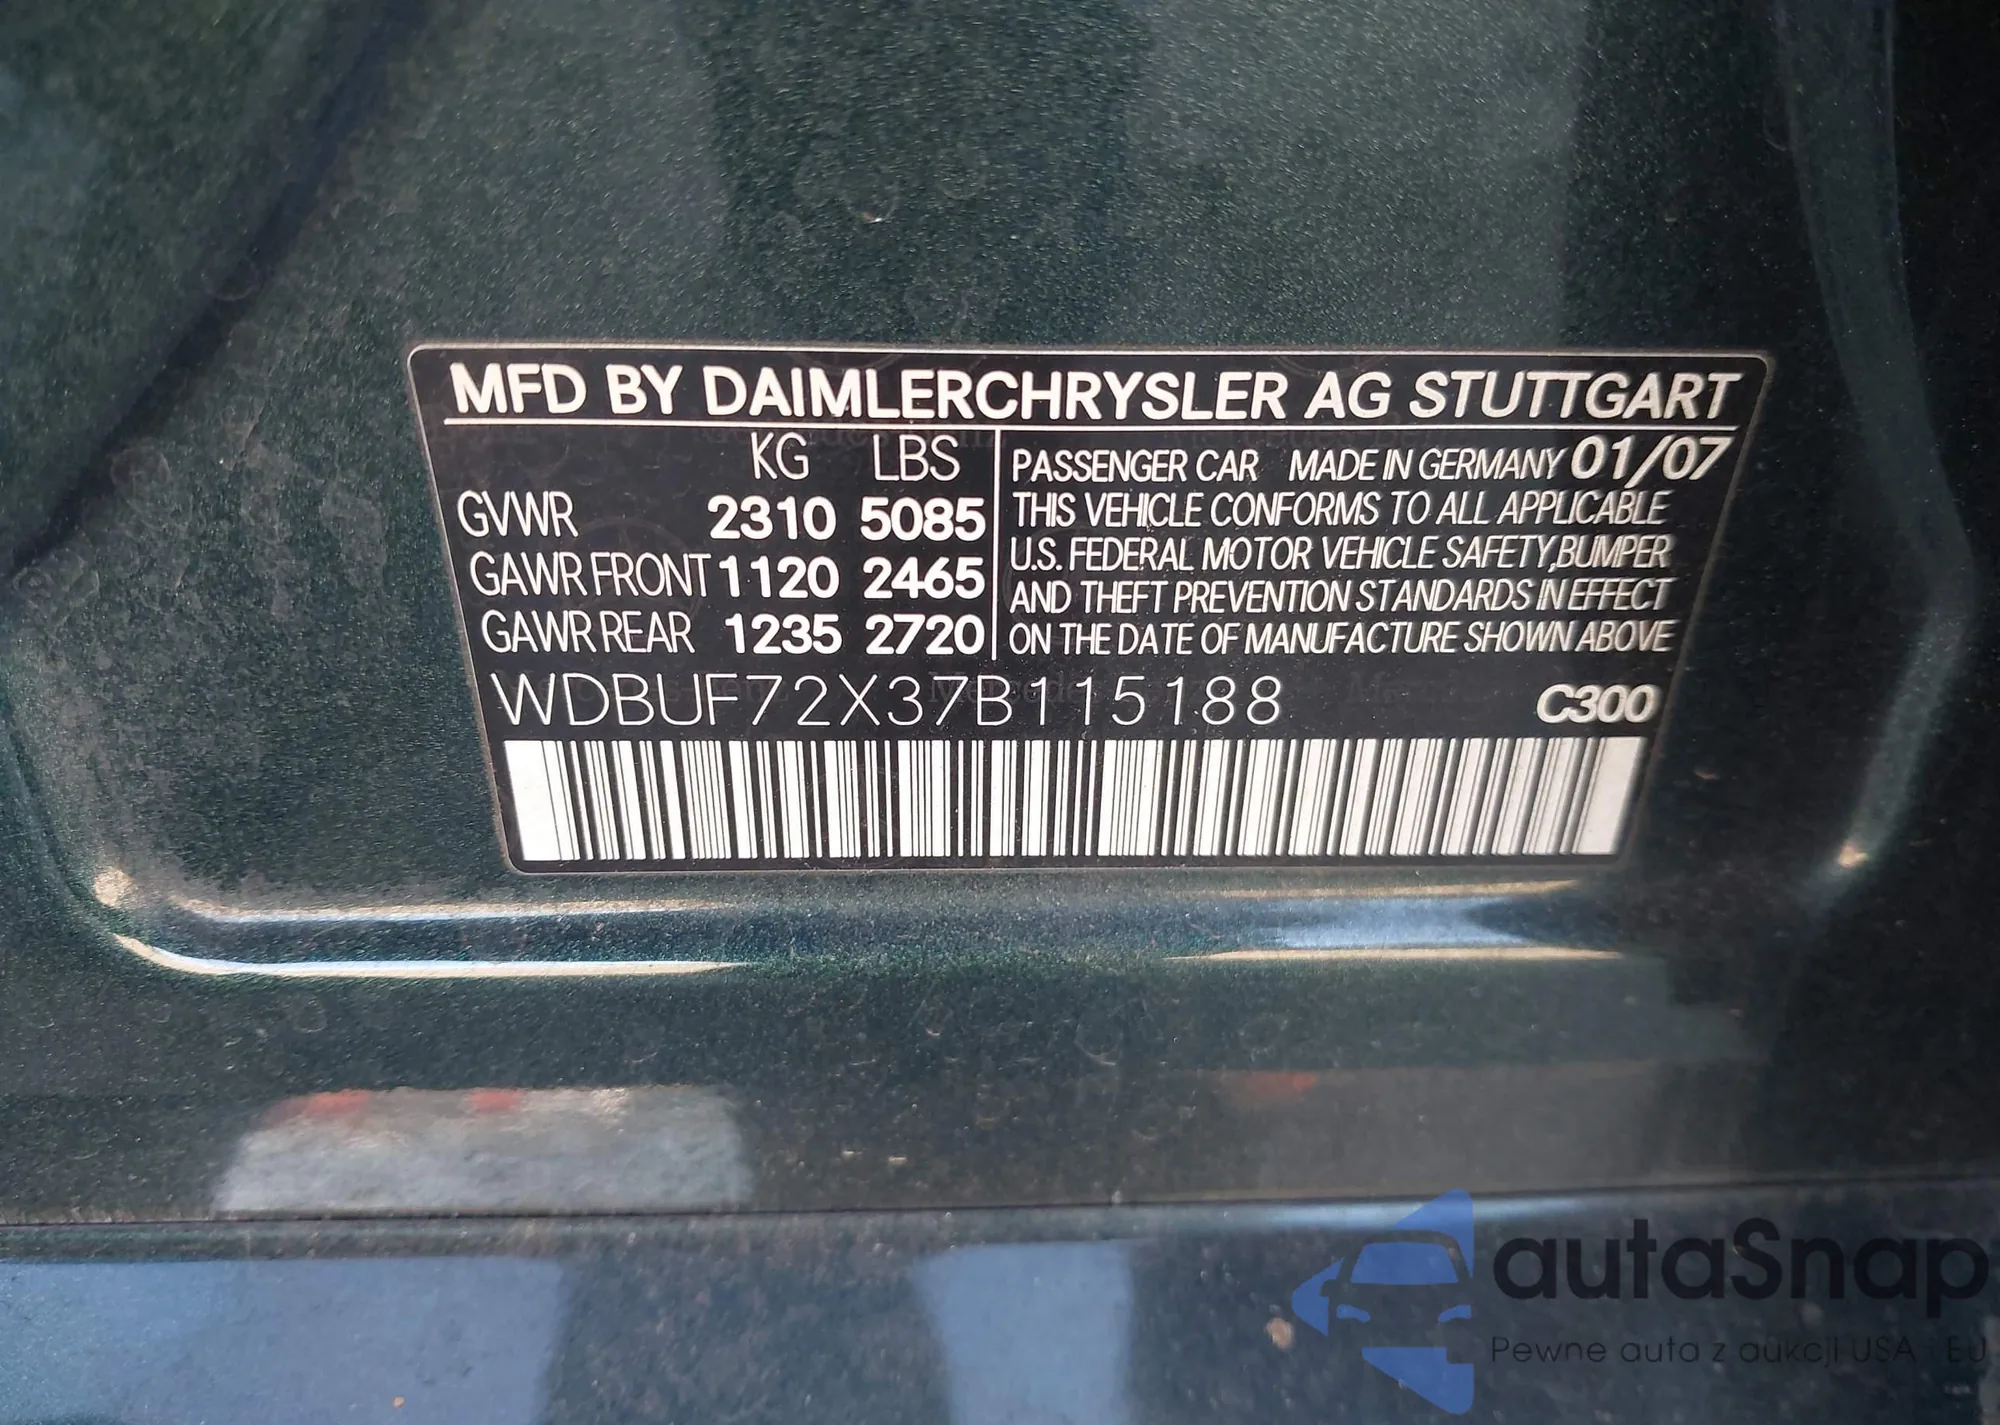 MFD BY DAIMLERCHRYSLER AG STUTTGART
KG LBS
GVWR 2310 5085
GAWR FRONT 1120 2465
GAWR REAR 1235 2720
PASSENGER CAR MADE IN GERMANY 01/07
THIS VEHICLE CONFORMS TO ALL APPLICABLE
U.S. FEDERAL MOTOR VEHICLE SAFETY, BUMPER
AND THEFT PREVENTION STANDARDS IN EFFECT
ON THE DATE OF MANUFACTURE SHOWN ABOVE
WDBUF72X37B115188 C300
autaSnap
Pewne auta z aukcji USA i EU